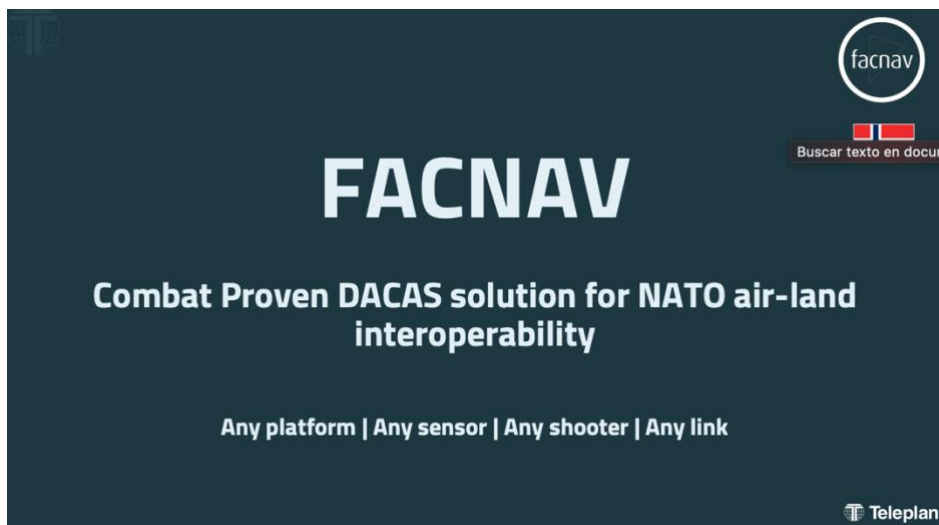 facnav
Buscar texto en docum
FACNAV
Combat Proven DACAS solution for NATO air-land
interoperability
Any platform | Any sensor | Any shooter | Any link
Teleplan